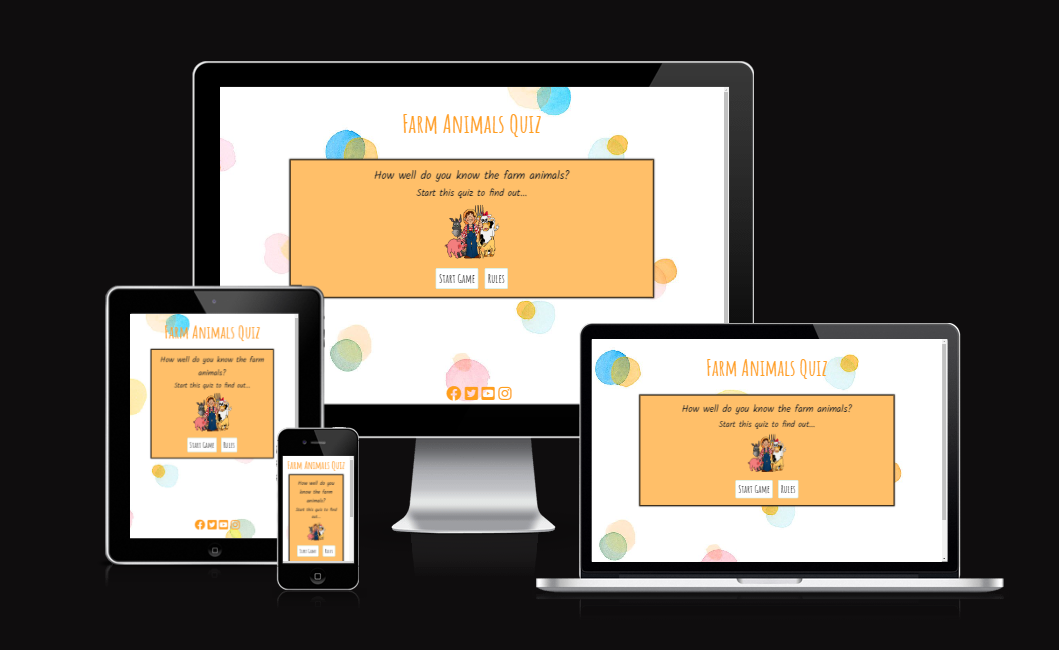 Farm Animals Quiz
How well do you know the farm animals?
Start this quiz to find out...
Start Game Rules
Farm Animals Quiz
How well do you know the farm
animals?
Start this quiz to find out...
Start Game Rules
Farm Animals Quiz
How well do you
know the farm
animals?
Start this quiz to find
out...
Start Game Rules
Farm Animals Quiz
How well do you know the farm animals?
Start this quiz to find out...
Start Game Rules